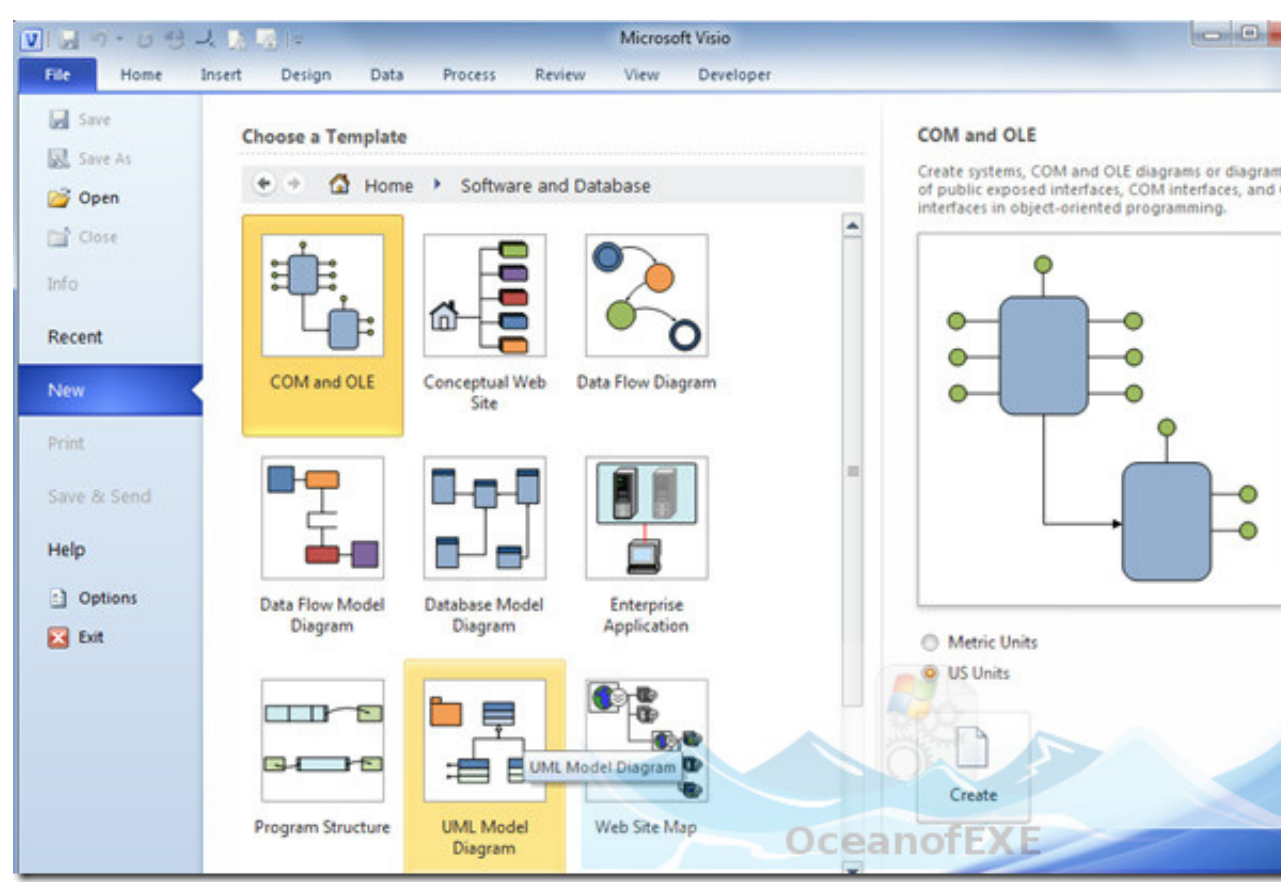 Microsoft Visio
File Home Insert Design Data Process Review View Developer
Save
Save As
Open
Close
Info
Recent
New
Print
Save & Send
Help
Options
Exit
Choose a Template
Home Software and Database
COM and OLE
Conceptual Web
Site
Data Flow Diagram
Data Flow Model
Diagram
Database Model
Diagram
Enterprise
Application
Program Structure
UML Model
Diagram
UML Model Diagram
Web Site Map
COM and OLE
Create systems, COM and OLE diagrams or diagram
of public exposed interfaces, COM interfaces, and
interfaces in object-oriented programming.
Metric Units
US Units
Create
OceanofEXE